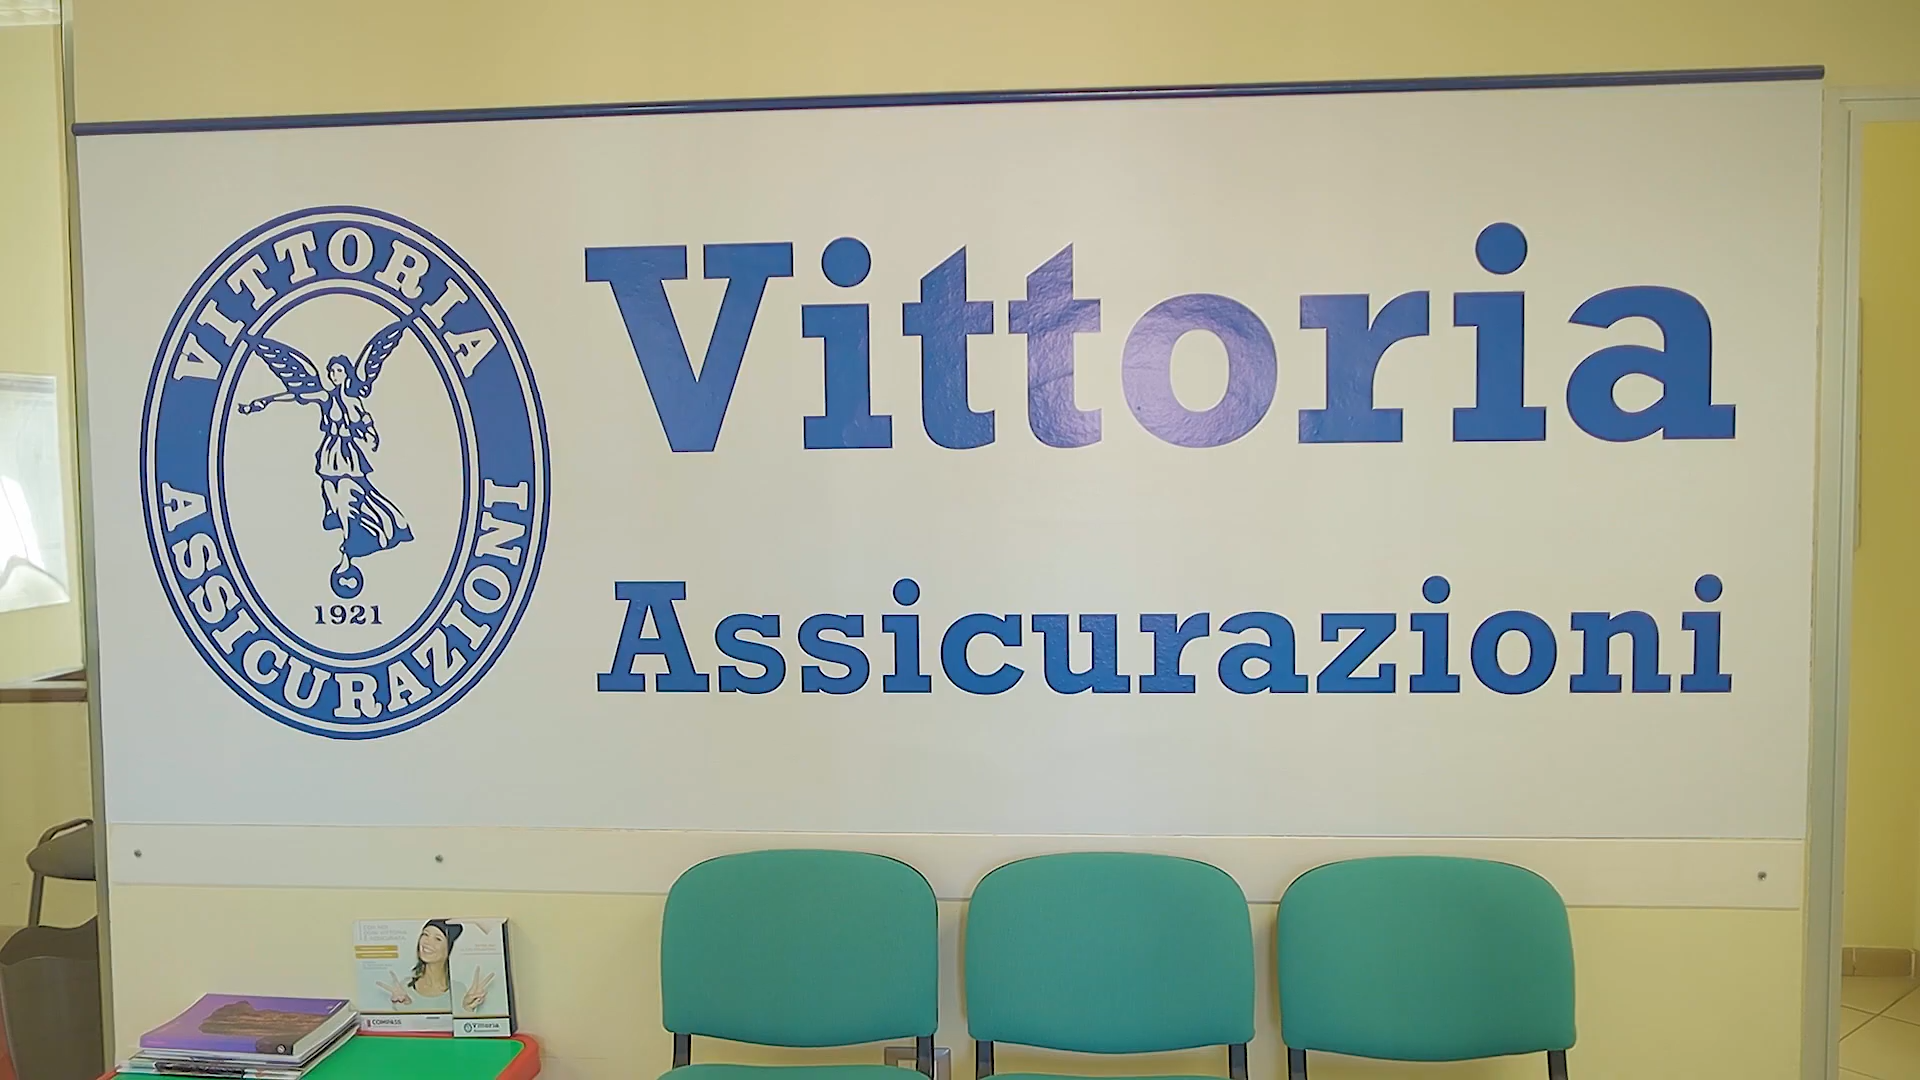 VITTORIA
ASSICURAZIONI
1921
Vittoria
Assicurazioni
COMPASS
Vittoria